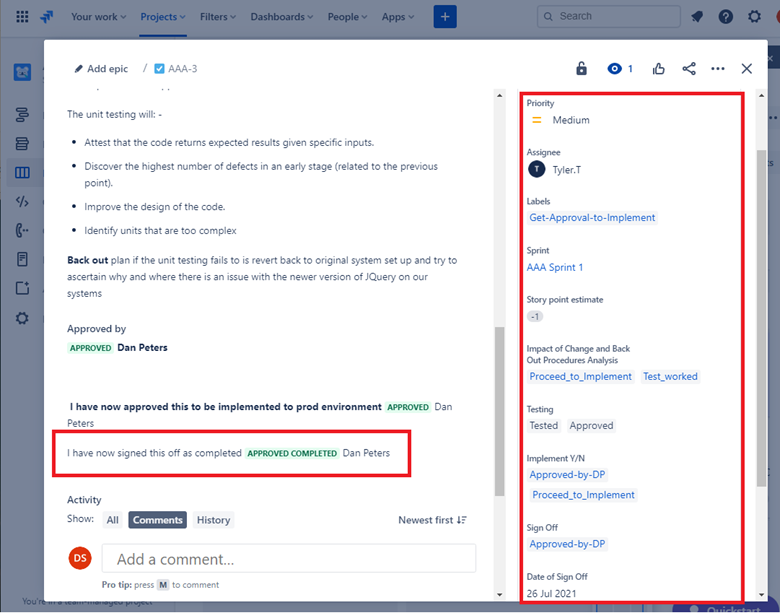 Your work
Projects
Filters
Dashboards
People
Apps
+
Search
Add epic
/
AAA-3
1
The unit testing will: -
Attest that the code returns expected results given specific inputs.
Discover the highest number of defects in an early stage (related to the previous
point).
Improve the design of the code.
Identify units that are too complex
Back out plan if the unit testing fails to is revert back to original system set up and try to
ascertain why and where there is an issue with the newer version of JQuery on our
systems
Approved by
APPROVED Dan Peters
I have now approved this to be implemented to prod environment APPROVED Dan
Peters
I have now signed this off as completed APPROVED COMPLETED Dan Peters
Activity
Show: All Comments History Newest first
DS Add a comment...
Pro tip: press M to comment
Priority
Medium
Assignee
T Tyler.T
Labels
Get-Approval-to-Implement
Sprint
AAA Sprint 1
Story point estimate
-1
Impact of Change and Back
Out Procedures Analysis
Proceed_to_Implement Test_worked
Testing
Tested Approved
Implement Y/N
Approved-by-DP
Proceed_to_Implement
Sign Off
Approved-by-DP
Date of Sign Off
26 Jul 2021
You're in a team-managed project
Quickstart